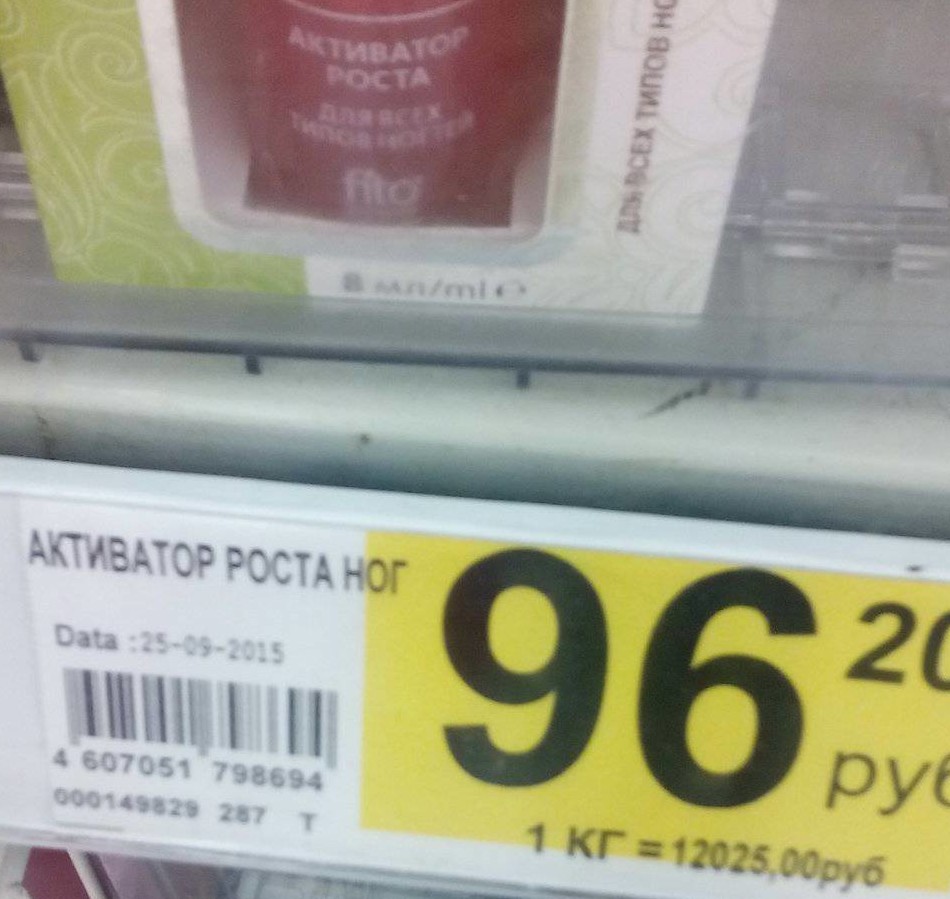 АКТИВАТОР
РОСТА
ДЛЯ ВСЕХ
ТИПОВ НОГТЕЙ
fito
ДЛЯ ВСЕХ ТИПОВ НО
8 мл/ml e
АКТИВАТОР РОСТА НОГ
Data :25-09-2015
4 607051 798694
000149829 287 T
96 20
руб
1 КГ =12025,00руб